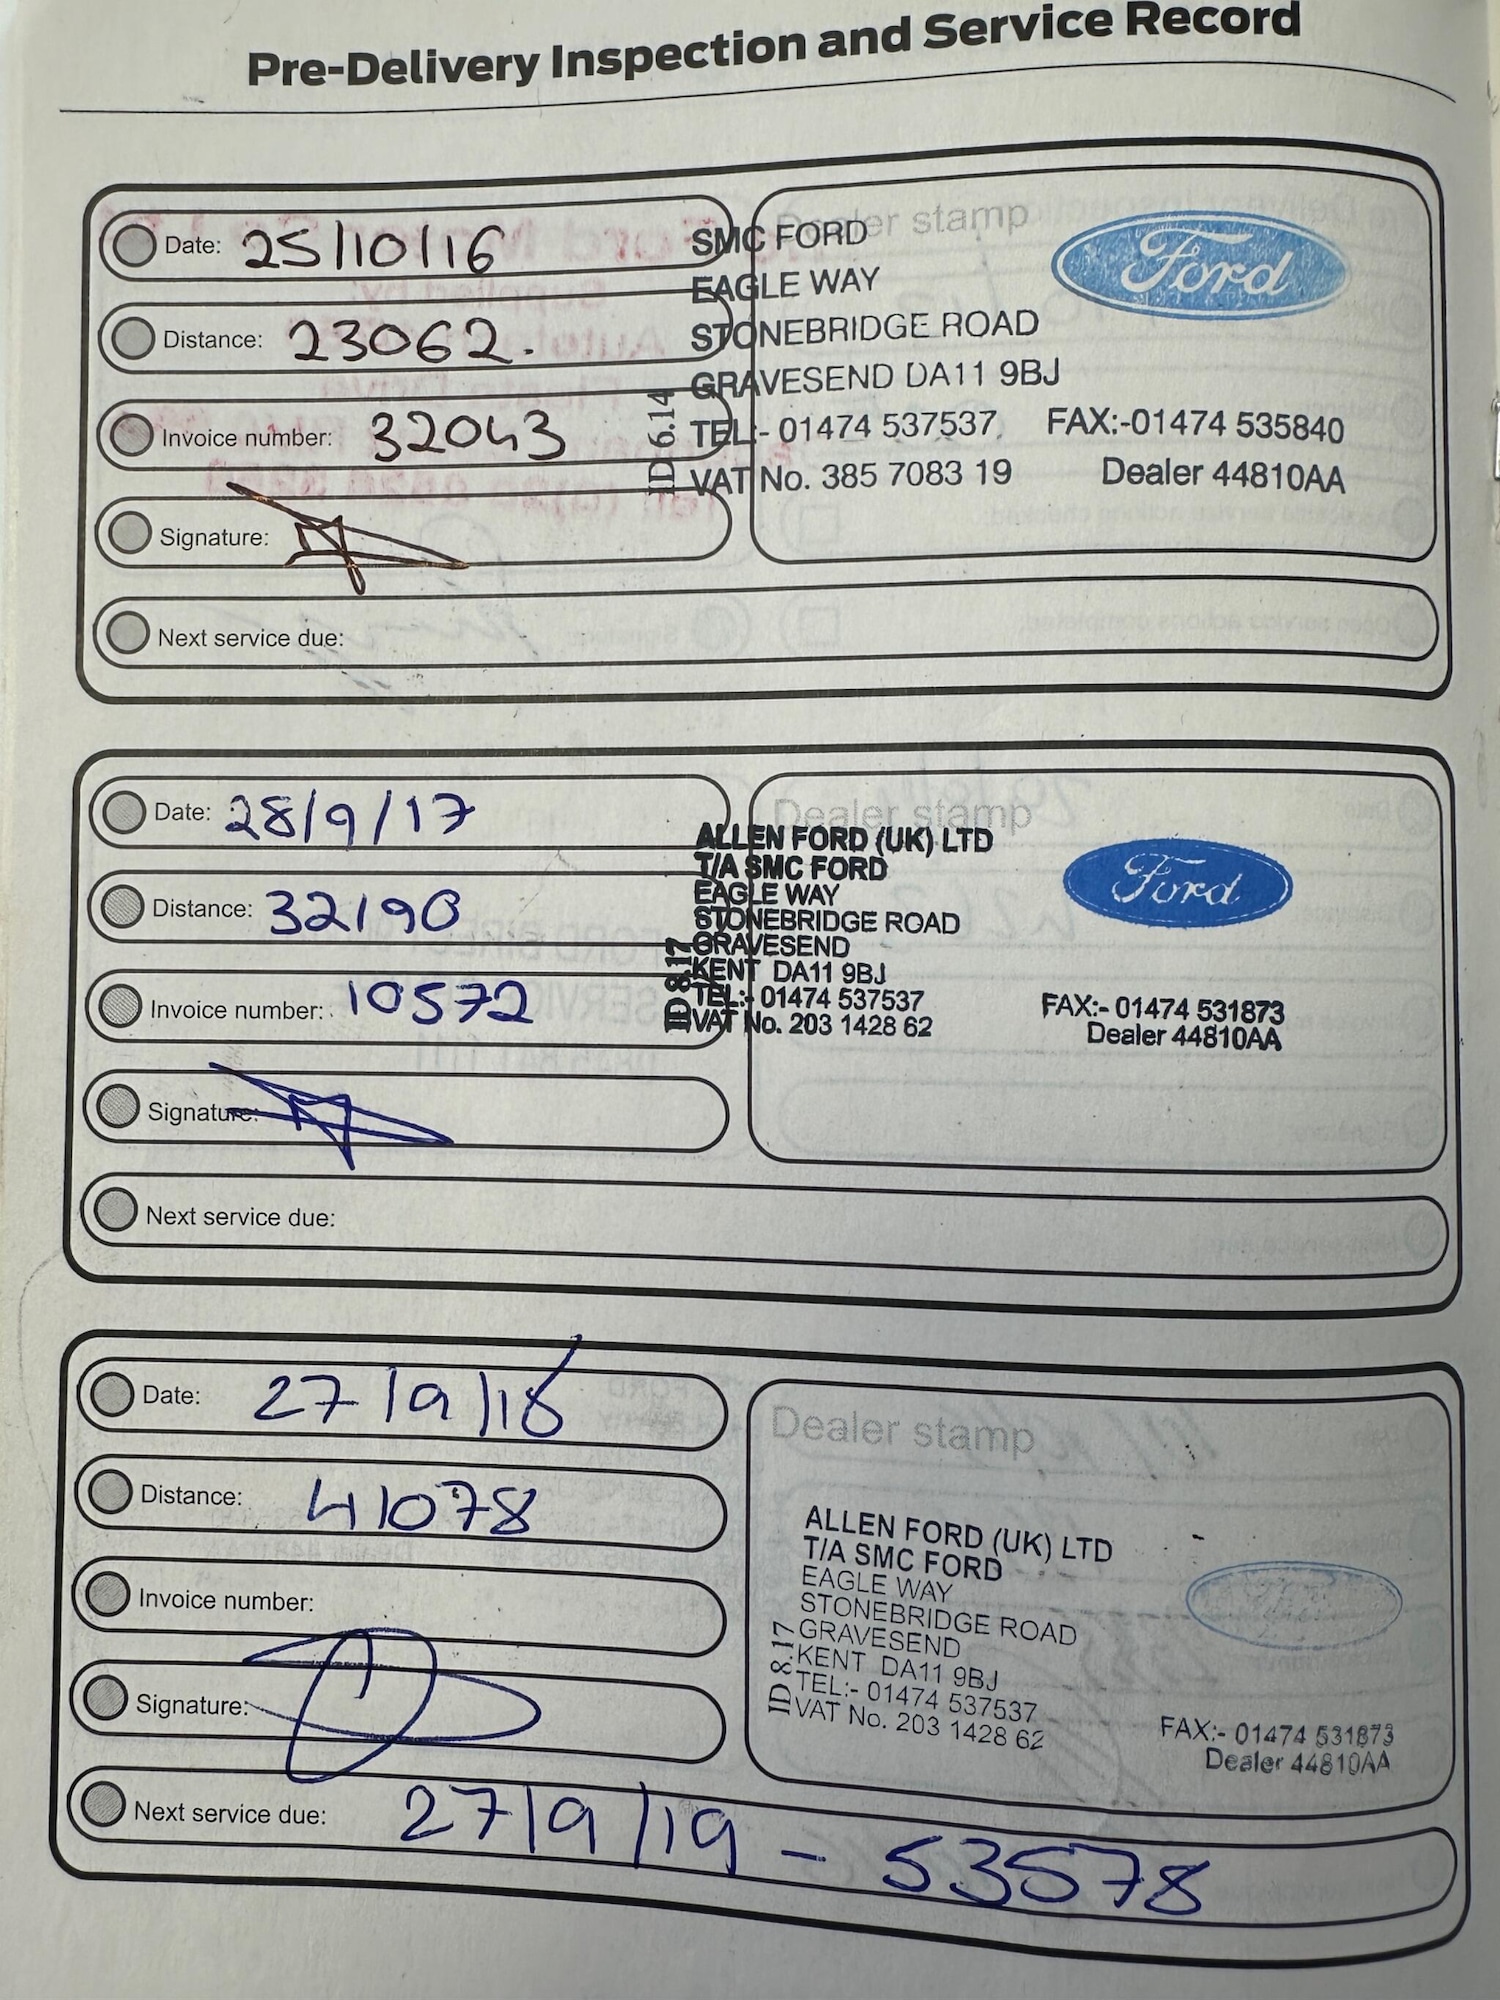 Pre-Delivery Inspection and Service Record
Date: 25/10/16
Distance: 23062.
Invoice number: 32043
Signature:
Next service due:
Dealer stamp
SMC FORD
EAGLE WAY
STONEBRIDGE ROAD
GRAVESEND DA11 9BJ
TEL:- 01474 537537 FAX:-01474 535840
VAT No. 385 7083 19 Dealer 44810AA
ID 6.14
Ford
Date: 28/9/17
Distance: 32190
Invoice number: 10572
Signature:
Next service due:
Dealer stamp
ALLEN FORD (UK) LTD
T/A SMC FORD
EAGLE WAY
STONEBRIDGE ROAD
GRAVESEND
KENT DA11 9BJ
TEL:- 01474 537537 FAX:- 01474 531873
VAT No. 203 1428 62 Dealer 44810AA
ID 8.17
Ford
Date: 27/9/18
Distance: 41078
Invoice number:
Signature:
Next service due: 27/9/19 - 53578
Dealer stamp
ALLEN FORD (UK) LTD
T/A SMC FORD
EAGLE WAY
STONEBRIDGE ROAD
GRAVESEND
KENT DA11 9BJ
TEL:- 01474 537537
VAT No. 203 1428 62
FAX:- 01474 531873
Dealer 44810AA
ID 8.17